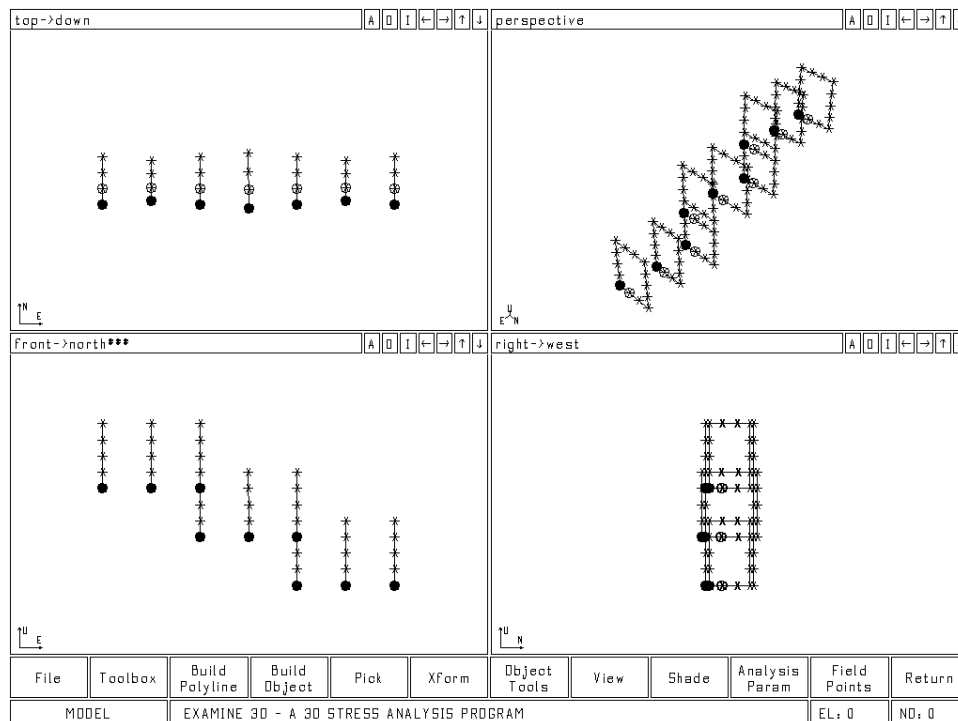 top->down A O I ← → ↑ ↓
perspective A O I ← → ↑
N
E
U
E N
front->north*** A O I ← → ↑ ↓
right->west A O I ← → ↑
U
E
U
N
File Toolbox Build Polyline Build Object Pick Xform Object Tools View Shade Analysis Param Field Points Return
MODEL EXAMINE 3D - A 3D STRESS ANALYSIS PROGRAM EL: 0 ND: 0